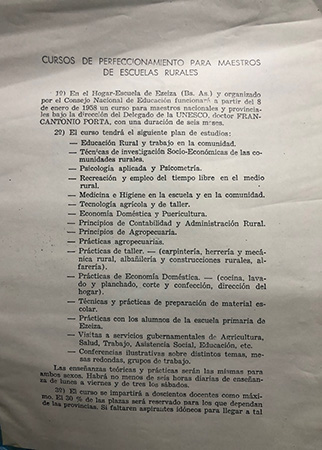 CURSOS DE PERFECCIONAMIENTO PARA MAESTROS
DE ESCUELAS RURALES
1º) En el Hogar-Escuela de Ezeiza (Bs. As.) y organizado
por el Consejo Nacional de Educación funcionará a partir del 8
de enero de 1958 un curso para maestros nacionales y provincia-
les bajo la dirección del Delegado de la UNESCO, doctor FRAN-
CANTONIO PORTA, con una duración de seis meses.
2º) El curso tendrá el siguiente plan de estudios:
— Educación Rural y trabajo en la comunidad.
— Técnicas de investigación Socio-Económicas de las co-
munidades rurales.
— Psicología aplicada y Psicometría.
— Recreación y empleo del tiempo libre en el medio
rural.
— Medicina e Higiene en la escuela y en la comunidad.
— Tecnología agrícola y de taller.
— Economía Doméstica y Puericultura.
— Principios de Contabilidad y Administración Rural.
— Principios de Agropecuaria.
— Prácticas agropecuarias.
— Prácticas de taller. — (carpintería, herrería y mecá-
nica rural, albañilería y construcciones rurales, al-
farería).
— Prácticas de Economía Doméstica. — (cocina, lava-
do y planchado, corte y confección, dirección del
hogar).
— Técnicas y prácticas de preparación de material es-
colar.
— Prácticas con los alumnos de la escuela primaria de
Ezeiza.
— Visitas a servicios gubernamentales de Agricultura,
Salud, Trabajo, Asistencia Social, Educación, etc.
— Conferencias ilustrativas sobre distintos temas, me-
sas redondas, grupos de trabajo.
Las enseñanzas teóricas y prácticas serán las mismas para
ambos sexos. Habrá no menos de seis horas diarias de enseñan-
za de lunes a viernes y de tres los sábados.
3º) El curso se impartirá a doscientos docentes como máxi-
mo. El 30 % de las plazas será reservado para los que dependan
de las provincias. Si faltaren aspirantes idóneos para llegar a tal